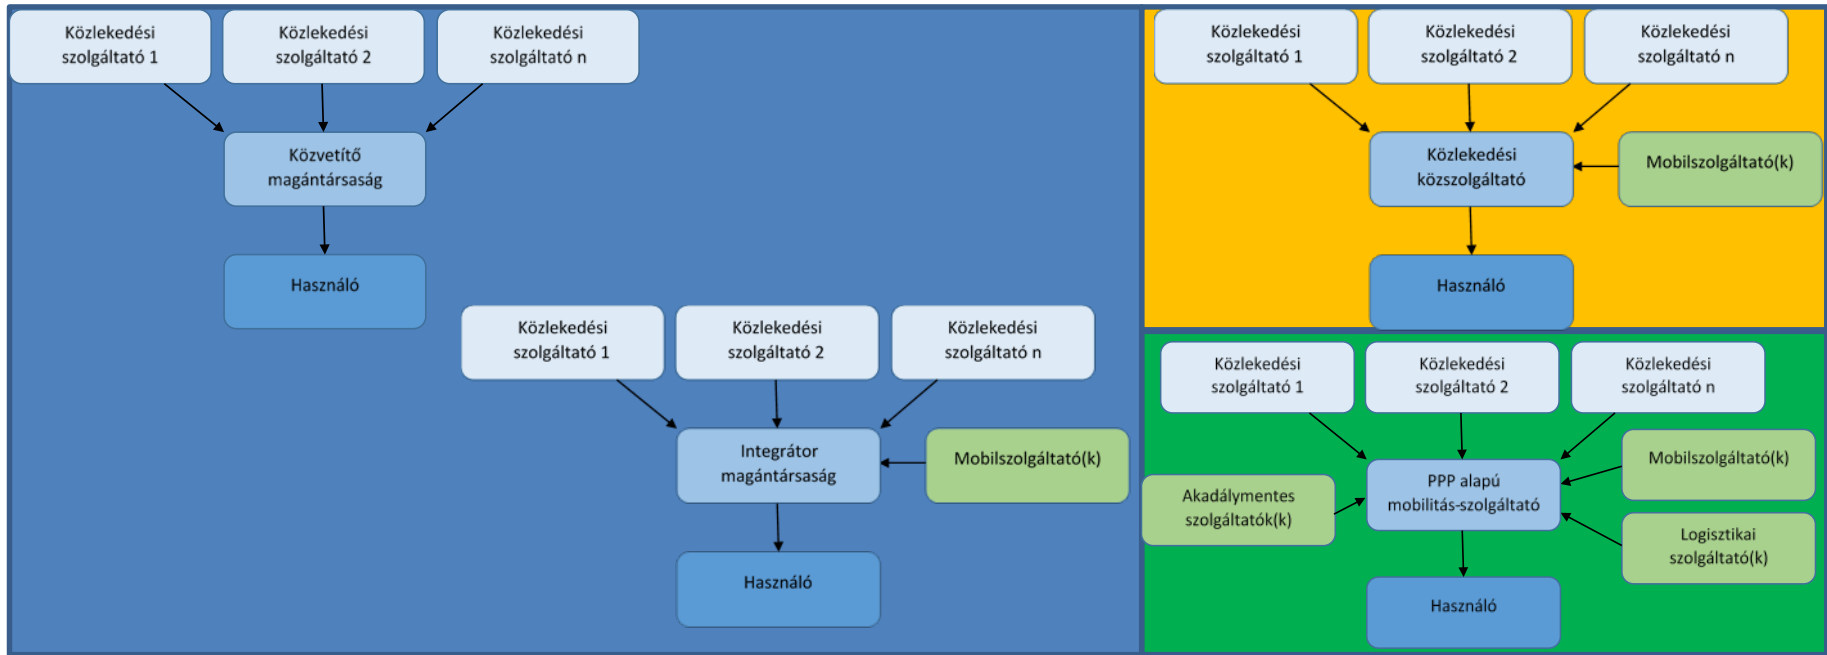 Közlekedési
szolgáltató 1
Közlekedési
szolgáltató 2
Közlekedési
szolgáltató n
Közvetítő
magántársaság
Használó
Közlekedési
szolgáltató 1
Közlekedési
szolgáltató 2
Közlekedési
szolgáltató n
Integrátor
magántársaság
Mobilszolgáltató(k)
Használó
Közlekedési
szolgáltató 1
Közlekedési
szolgáltató 2
Közlekedési
szolgáltató n
Közlekedési
közszolgáltató
Mobilszolgáltató(k)
Használó
Közlekedési
szolgáltató 1
Közlekedési
szolgáltató 2
Közlekedési
szolgáltató n
Akadálymentes
szolgáltatók(k)
PPP alapú
mobilitás-szolgáltató
Mobilszolgáltató(k)
Logisztikai
szolgáltató(k)
Használó